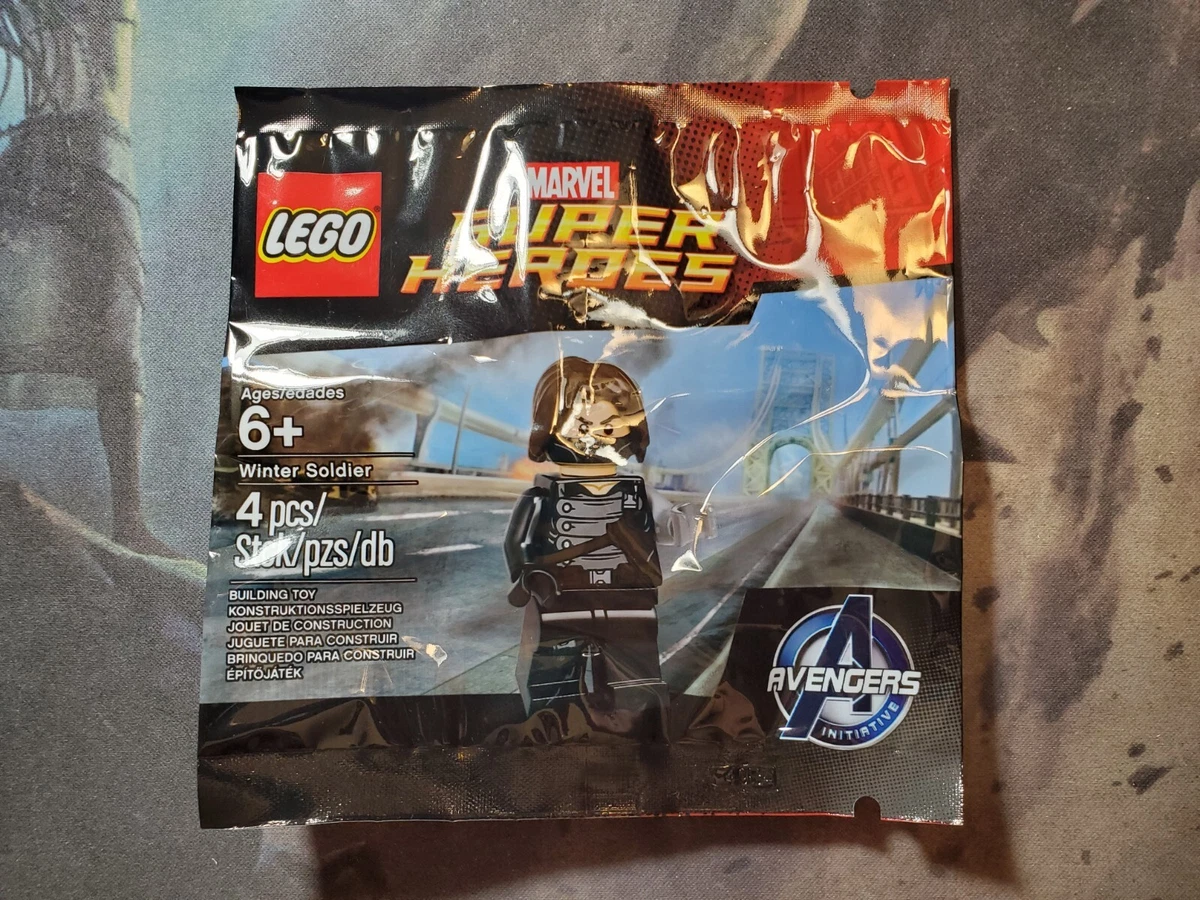 LEGO
MARVEL
SUPER
HEROES
Ages/edades
6+
Winter Soldier
4 pcs/
Stck/pzs/db
BUILDING TOY
KONSTRUKTIONSSPIELZEUG
JOUET DE CONSTRUCTION
JUGUETE PARA CONSTRUIR
BRINQUEDO PARA CONSTRUIR
ÉPÍTŐJÁTÉK
A
AVENGERS
INITIATIVE